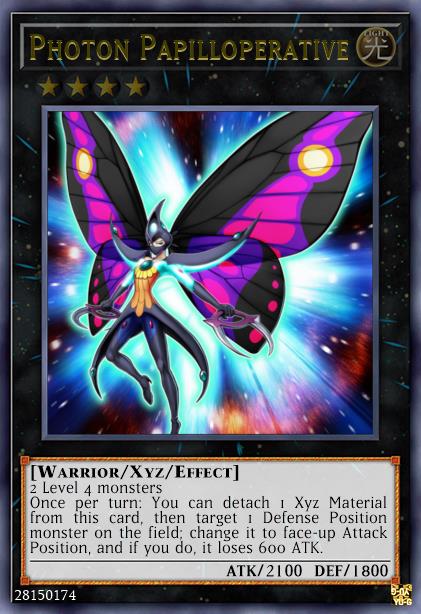 Photon Papilloperative
LIGHT
光
[Warrior/Xyz/Effect]
2 Level 4 monsters
Once per turn: You can detach 1 Xyz Material
from this card, then target 1 Defense Position
monster on the field; change it to face-up Attack
Position, and if you do, it loses 600 ATK.
ATK/2100 DEF/1800
28150174